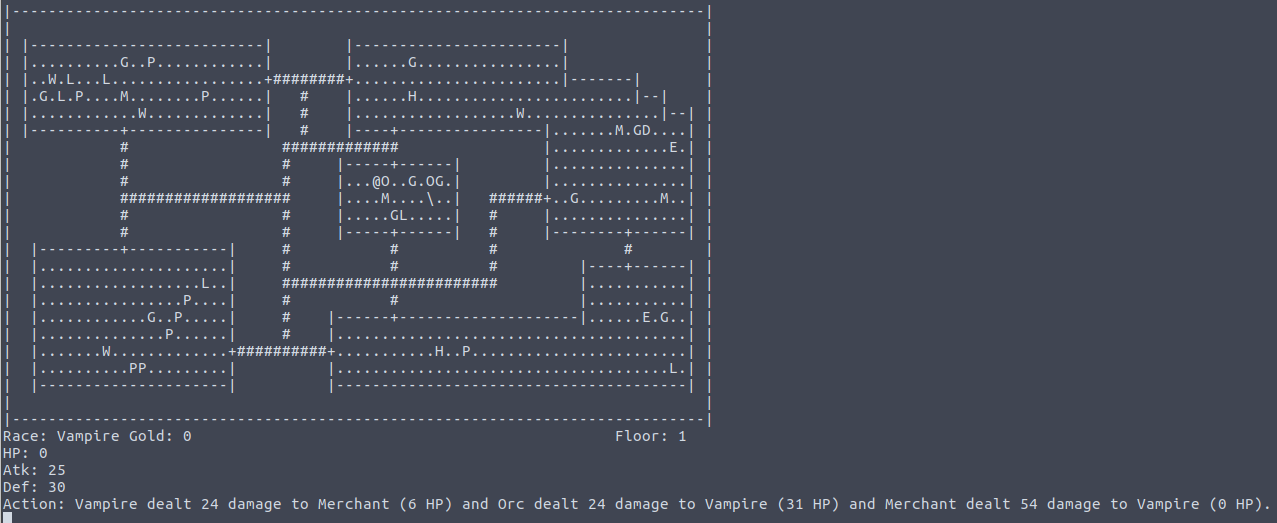 |-----------------------------------------------------------------------------|
|                                                                             |
| |--------------------------|        |-----------------------|               |
| |..........G..P............|        |......G................|               |
| |..W.L...L.................+########+.......................|-------|       |
| |.G.L.P....M........P......|   #    |......H........................|--|    |
| |............W.............|   #    |..................W...............|--| |
| |----------+---------------|   #    |----+----------------|.......M.GD....| |
|            #                 #############                |.............E.| |
|            #                 #     |-----+------|         |...............| |
|            #                 #     |...@O..G.OG.|         |...............| |
|            ###################     |....M....\..|   ######+..G.........M..| |
|            #                 #     |.....GL.....|   #     |...............| |
|            #                 #     |-----+------|   #     |--------+------| |
|  |---------+-----------|     #           #          #              #        |
|  |.....................|     #           #          #         |----+------| |
|  |..................L..|     ########################         |...........| |
|  |................P....|     #           #                    |...........| |
|  |............G..P.....|     #    |------+--------------------|......E.G..| |
|  |..............P......|     #    |.......................................| |
|  |.......W.............+##########+...........H..P........................| |
|  |..........PP.........|          |.....................................L.| |
|  |---------------------|          |---------------------------------------| |
|                                                                             |
|-----------------------------------------------------------------------------|
Race: Vampire Gold: 0                                               Floor: 1
HP: 0
Atk: 25
Def: 30
Action: Vampire dealt 24 damage to Merchant (6 HP) and Orc dealt 24 damage to Vampire (31 HP) and Merchant dealt 54 damage to Vampire (0 HP).